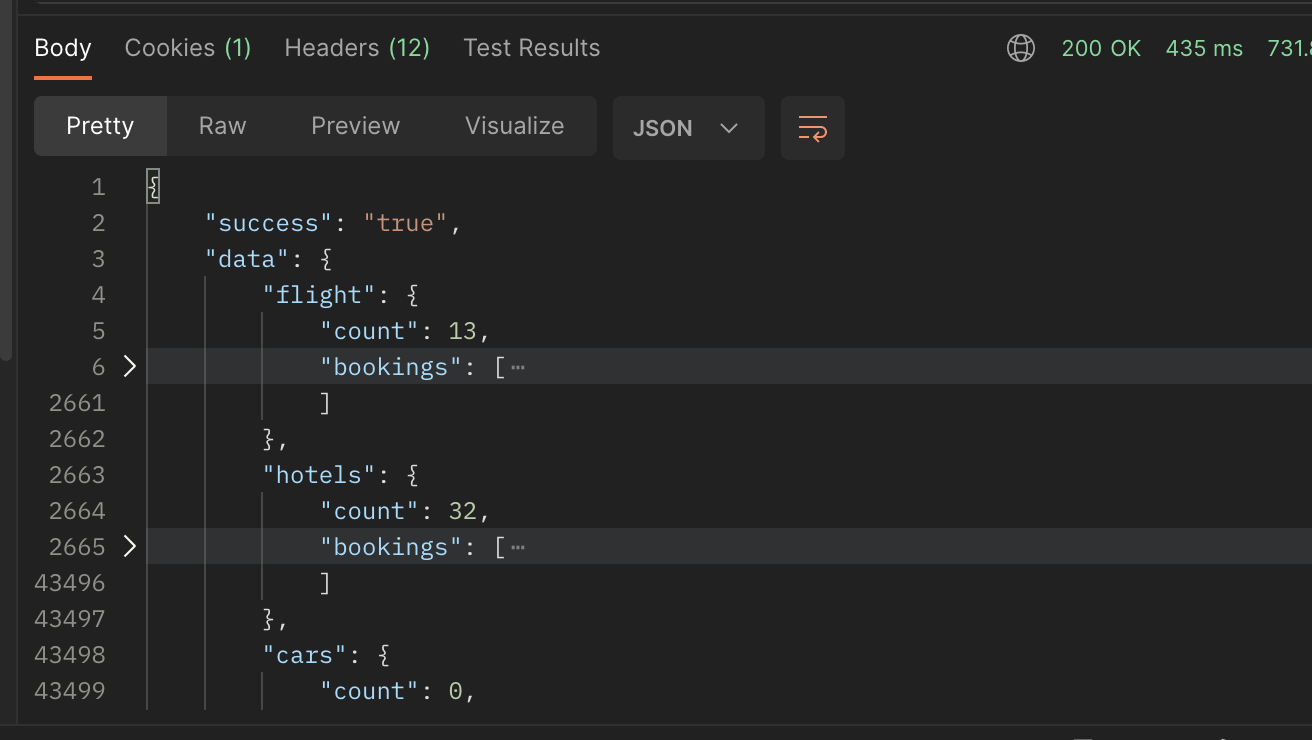 Body Cookies (1) Headers (12) Test Results 200 OK 435 ms 731.8
Pretty Raw Preview Visualize JSON
1 {
2 "success": "true",
3 "data": {
4 "flight": {
5 "count": 13,
6 "bookings": [⋯
2661 ]
2662 },
2663 "hotels": {
2664 "count": 32,
2665 "bookings": [⋯
43496 ]
43497 },
43498 "cars": {
43499 "count": 0,